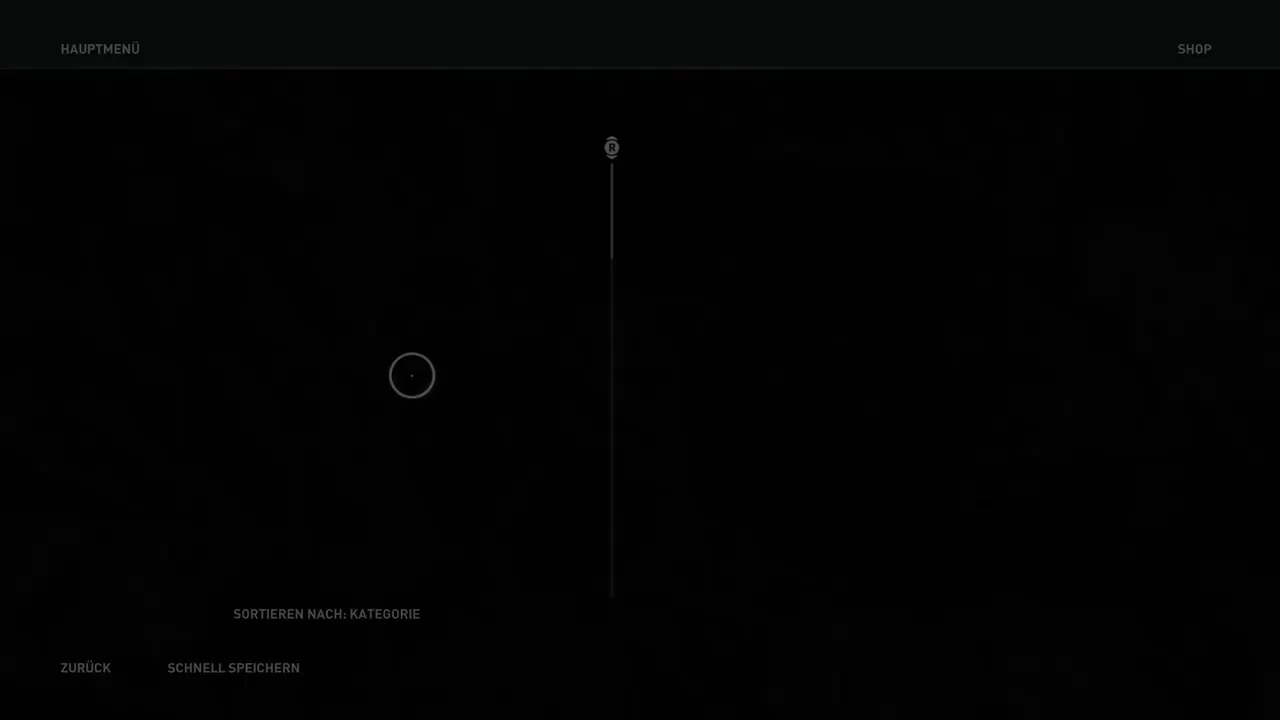 HAUPTMENÜ
SHOP
R
SORTIEREN NACH: KATEGORIE
ZURÜCK
SCHNELL SPEICHERN